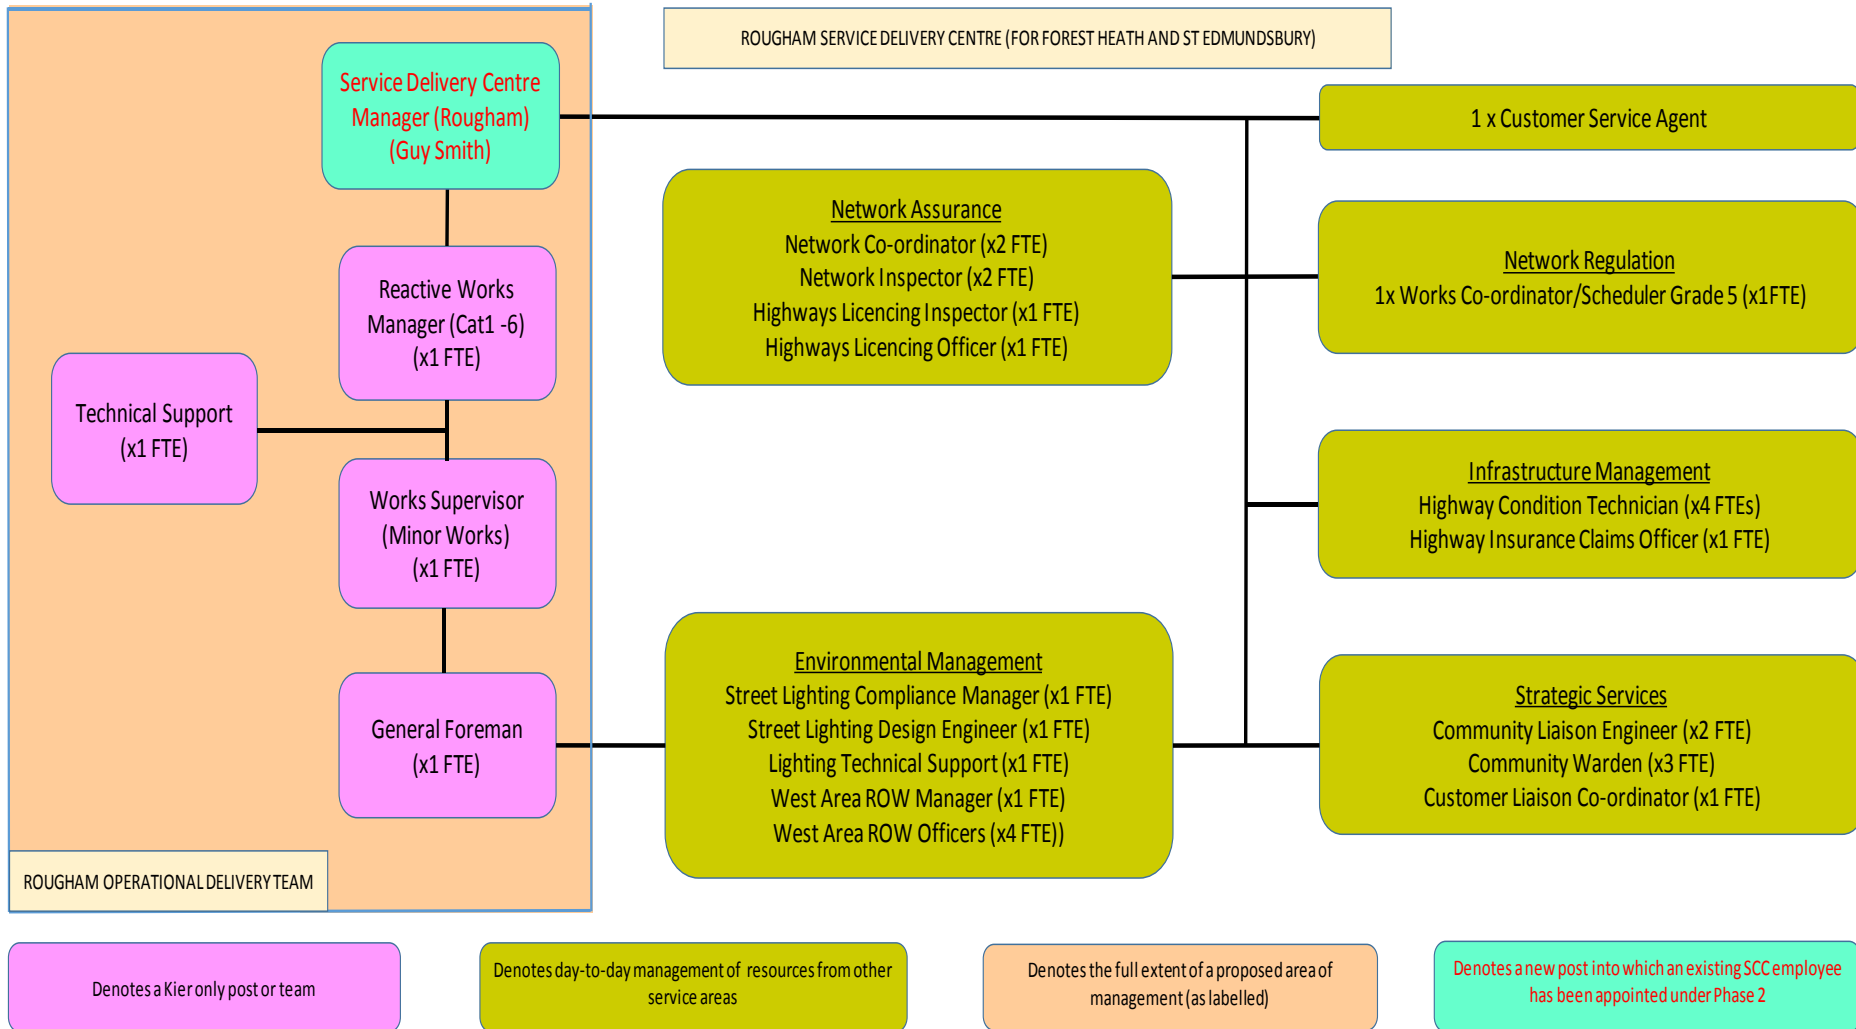 ROUGHAM SERVICE DELIVERY CENTRE (FOR FOREST HEATH AND ST EDMUNDSBURY)
Service Delivery Centre
Manager (Rougham)
(Guy Smith)
1 x Customer Service Agent
Network Assurance
Network Co-ordinator (x2 FTE)
Network Inspector (x2 FTE)
Highways Licencing Inspector (x1 FTE)
Highways Licencing Officer (x1 FTE)
Network Regulation
1x Works Co-ordinator/Scheduler Grade 5 (x1FTE)
Reactive Works
Manager (Cat1 -6)
(x1 FTE)
Technical Support
(x1 FTE)
Works Supervisor
(Minor Works)
(x1 FTE)
Infrastructure Management
Highway Condition Technician (x4 FTEs)
Highway Insurance Claims Officer (x1 FTE)
General Foreman
(x1 FTE)
Environmental Management
Street Lighting Compliance Manager (x1 FTE)
Street Lighting Design Engineer (x1 FTE)
Lighting Technical Support (x1 FTE)
West Area ROW Manager (x1 FTE)
West Area ROW Officers (x4 FTE))
Strategic Services
Community Liaison Engineer (x2 FTE)
Community Warden (x3 FTE)
Customer Liaison Co-ordinator (x1 FTE)
ROUGHAM OPERATIONAL DELIVERY TEAM
Denotes a Kier only post or team
Denotes day-to-day management of resources from other
service areas
Denotes the full extent of a proposed area of
management (as labelled)
Denotes a new post into which an existing SCC employee
has been appointed under Phase 2